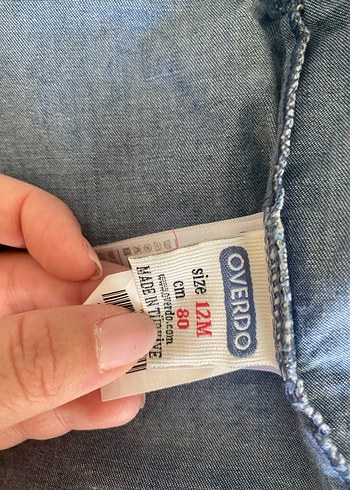 OVERDO
size 12M
cm 80
www.overdo.com
MADE IN TÜRKİYE